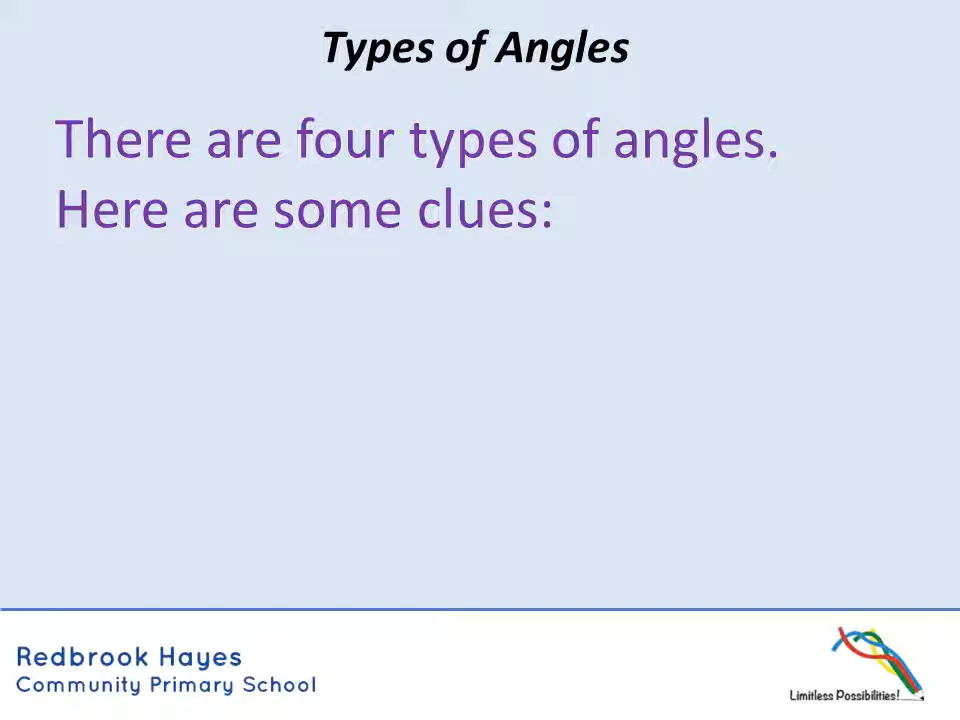 Types of Angles
There are four types of angles.
Here are some clues:
Redbrook Hayes
Community Primary School
Limitless Possibilities!